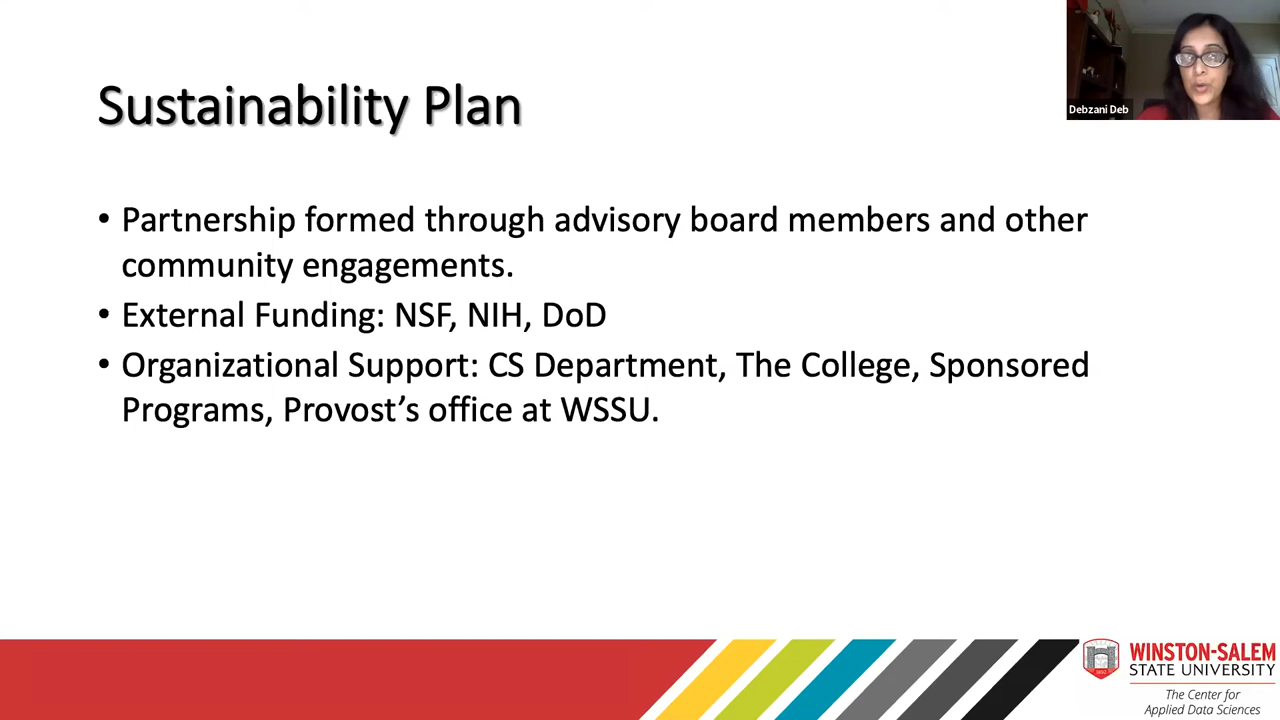 Debzani Deb
Sustainability Plan
• Partnership formed through advisory board members and other
community engagements.
• External Funding: NSF, NIH, DoD
• Organizational Support: CS Department, The College, Sponsored
Programs, Provost’s office at WSSU.
WINSTON-SALEM
STATE UNIVERSITY
The Center for
Applied Data Sciences